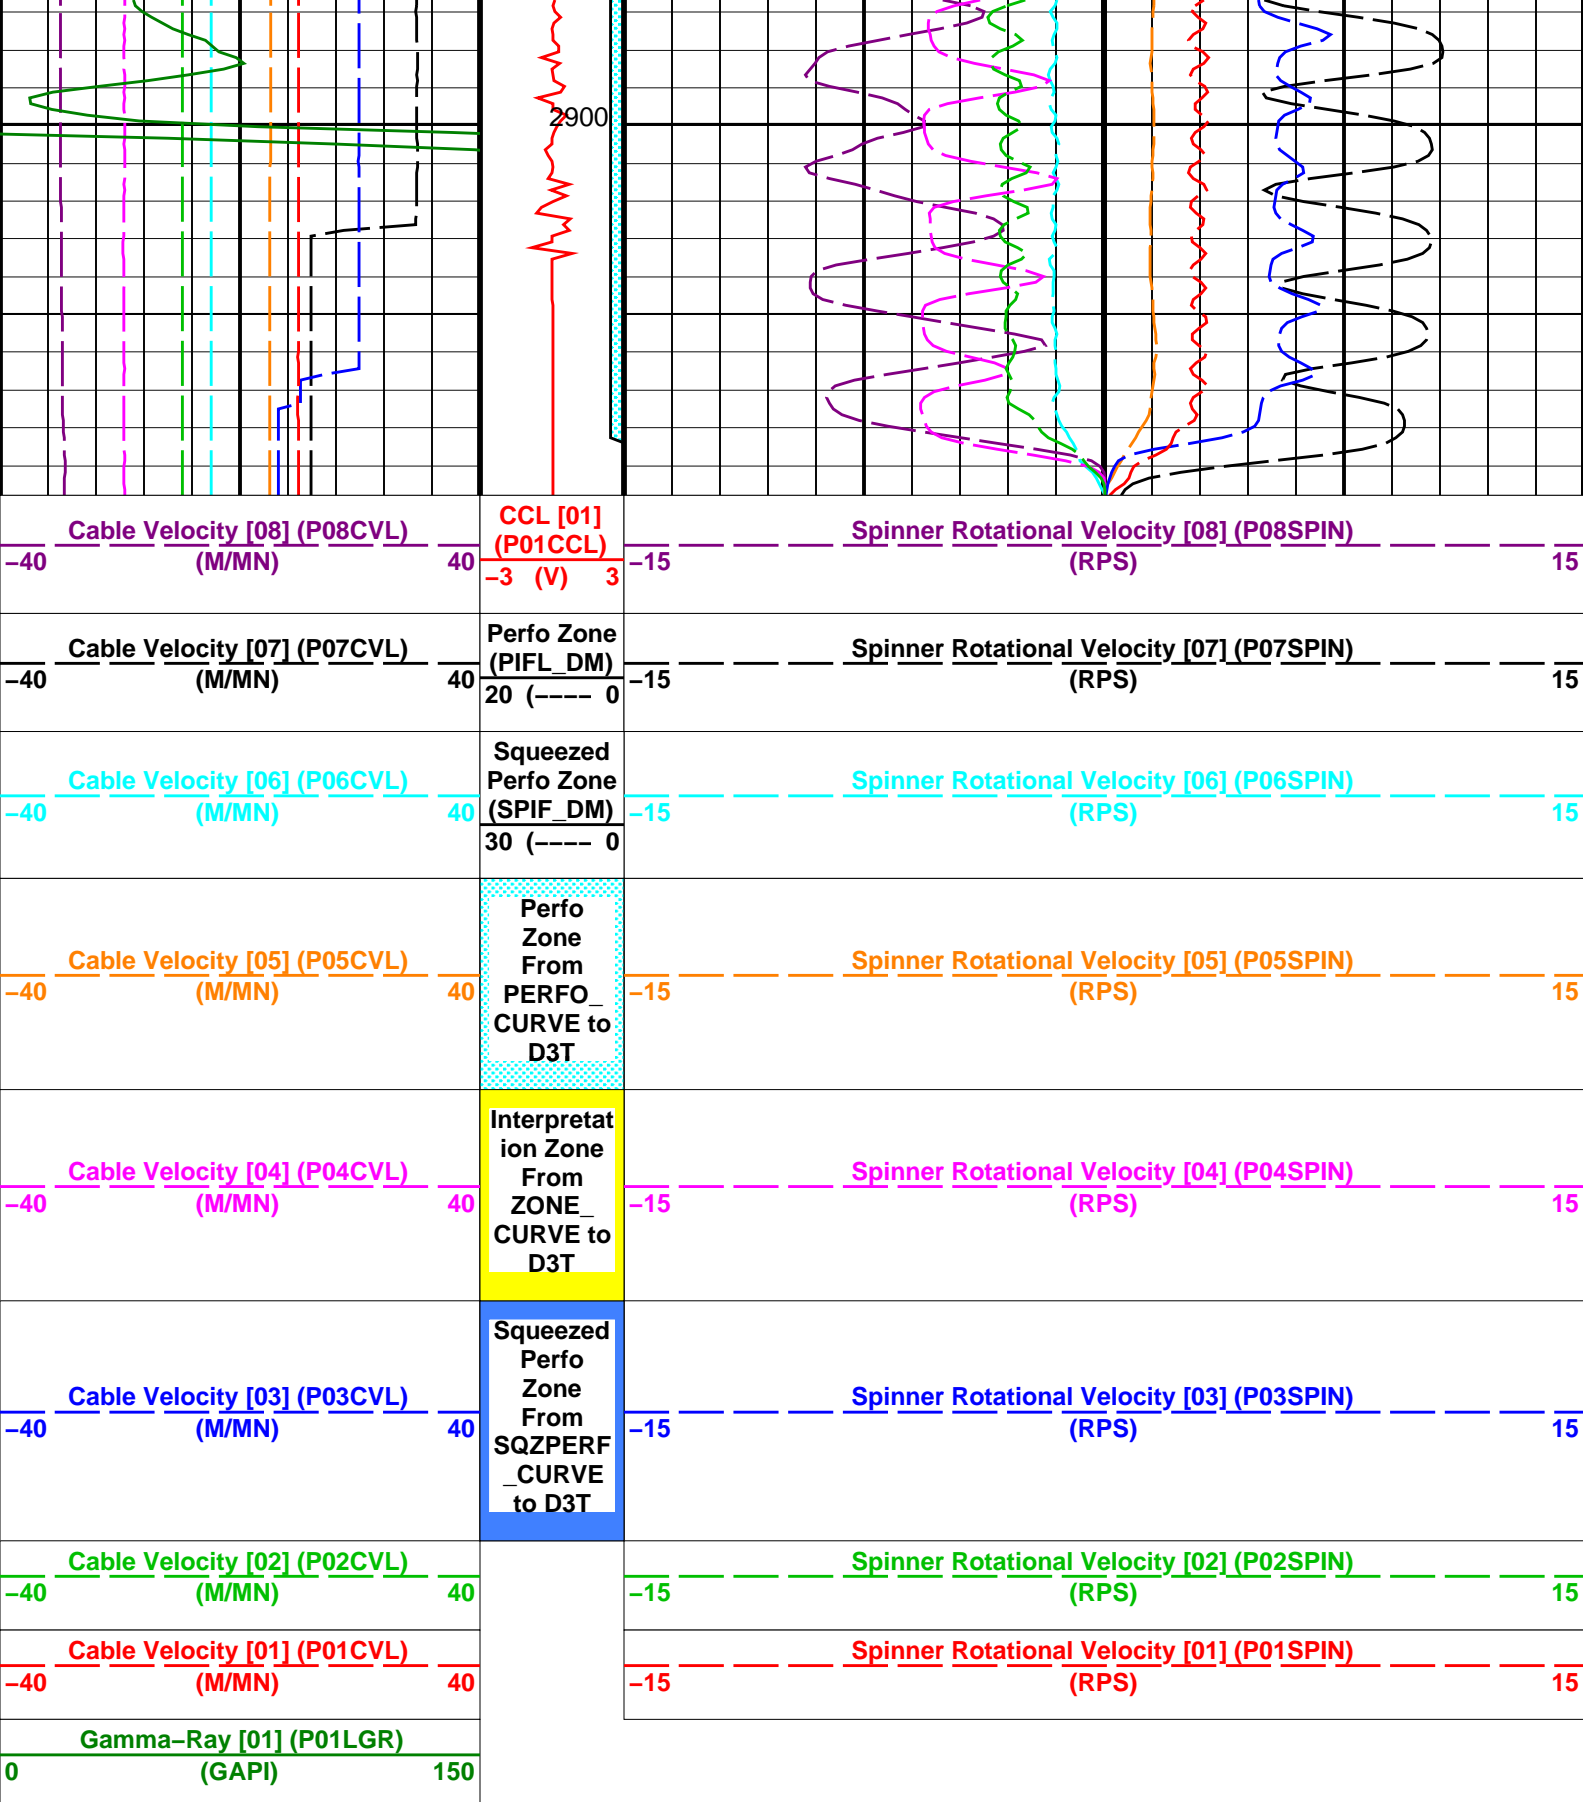 2900
Cable Velocity [08] (P08CVL)
−40 (M/MN) 40
CCL [01]
(P01CCL)
−3 (V) 3
Spinner Rotational Velocity [08] (P08SPIN)
−15 (RPS) 15
Cable Velocity [07] (P07CVL)
−40 (M/MN) 40
Perfo Zone
(PIFL_DM)
20 (−−−− 0
Spinner Rotational Velocity [07] (P07SPIN)
−15 (RPS) 15
Cable Velocity [06] (P06CVL)
−40 (M/MN) 40
Squeezed
Perfo Zone
(SPIF_DM)
30 (−−−− 0
Spinner Rotational Velocity [06] (P06SPIN)
−15 (RPS) 15
Cable Velocity [05] (P05CVL)
−40 (M/MN) 40
Perfo
Zone
From
PERFO_
CURVE to
D3T
Spinner Rotational Velocity [05] (P05SPIN)
−15 (RPS) 15
Cable Velocity [04] (P04CVL)
−40 (M/MN) 40
Interpretat
ion Zone
From
ZONE_
CURVE to
D3T
Spinner Rotational Velocity [04] (P04SPIN)
−15 (RPS) 15
Cable Velocity [03] (P03CVL)
−40 (M/MN) 40
Squeezed
Perfo
Zone
From
SQZPERF
_CURVE
to D3T
Spinner Rotational Velocity [03] (P03SPIN)
−15 (RPS) 15
Cable Velocity [02] (P02CVL)
−40 (M/MN) 40
Spinner Rotational Velocity [02] (P02SPIN)
−15 (RPS) 15
Cable Velocity [01] (P01CVL)
−40 (M/MN) 40
Spinner Rotational Velocity [01] (P01SPIN)
−15 (RPS) 15
Gamma−Ray [01] (P01LGR)
0 (GAPI) 150